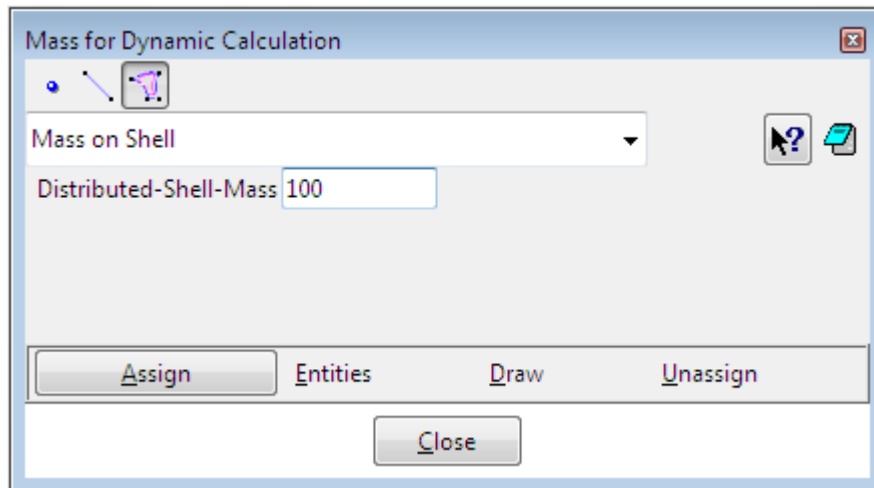 Mass for Dynamic Calculation
Mass on Shell
?
Distributed-Shell-Mass 100
Assign Entities Draw Unassign
Close